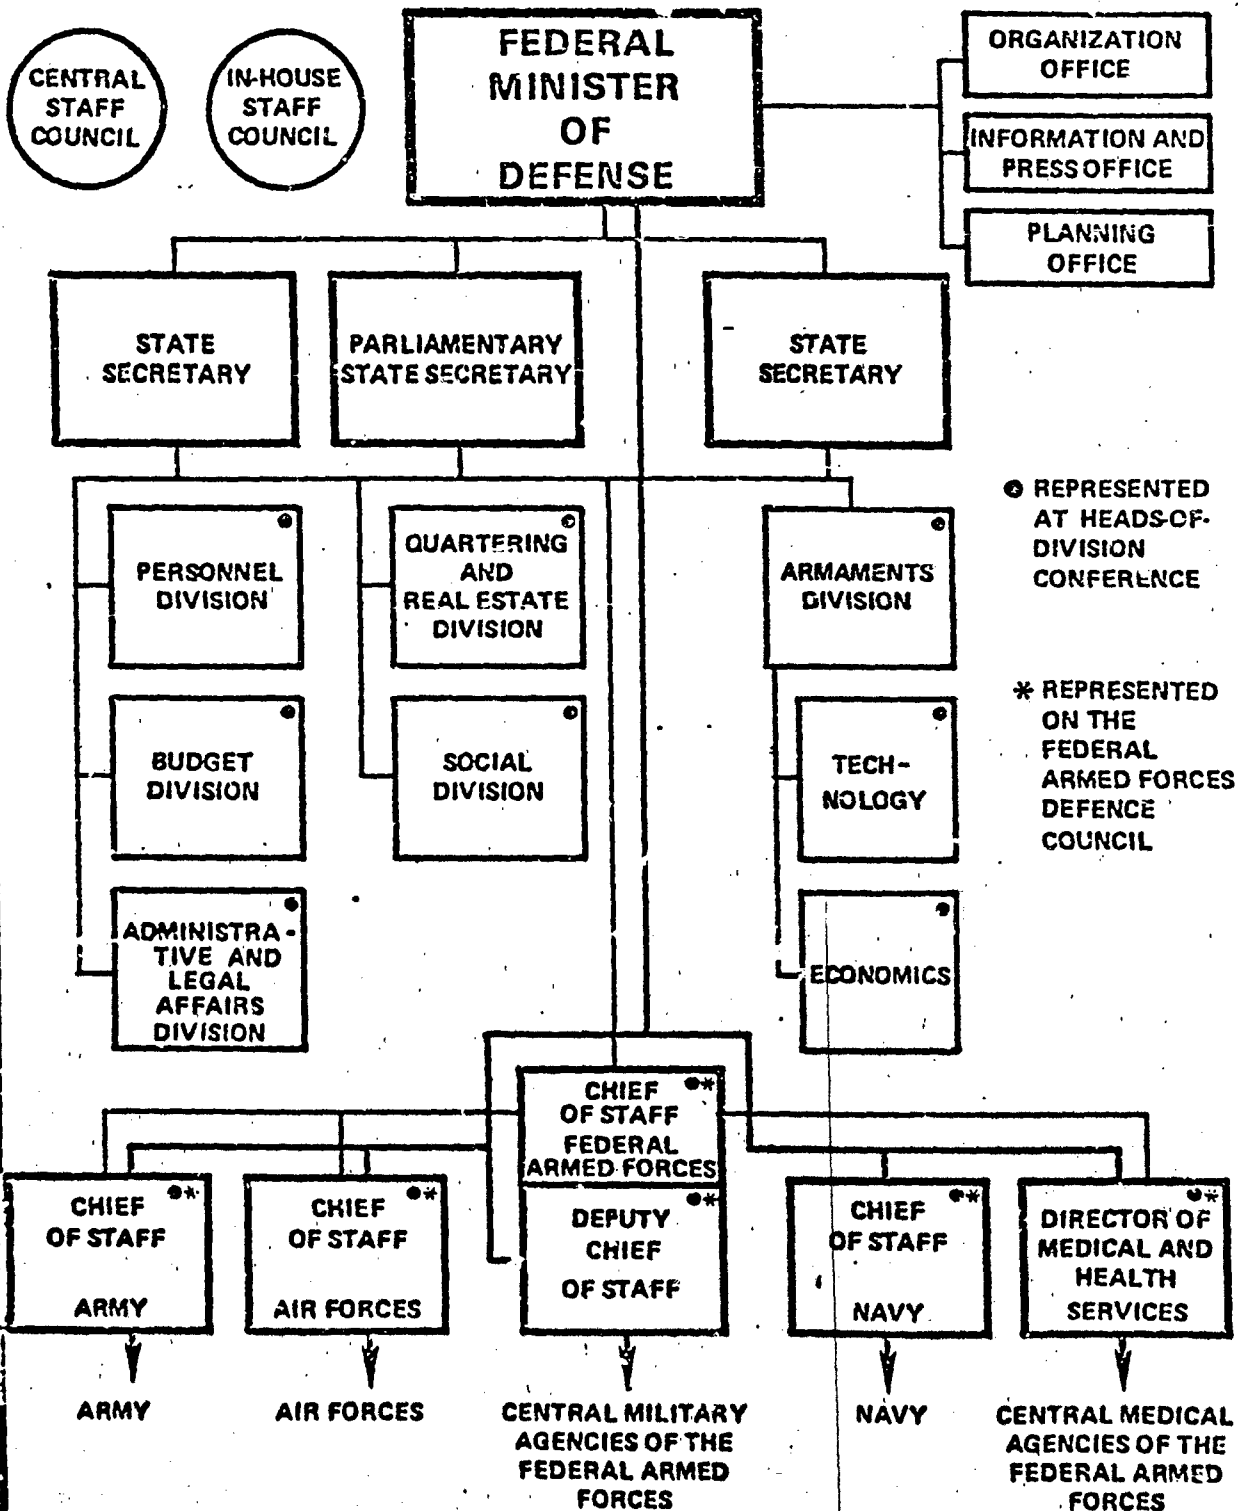 CENTRAL
STAFF
COUNCIL
IN-HOUSE
STAFF
COUNCIL
FEDERAL
MINISTER
OF
DEFENSE
ORGANIZATION
OFFICE
INFORMATION AND
PRESS OFFICE
PLANNING
OFFICE
STATE
SECRETARY
PARLIAMENTARY
STATE SECRETARY
STATE
SECRETARY
● REPRESENTED
AT HEADS-OF-
DIVISION
CONFERENCE
* REPRESENTED
ON THE
FEDERAL
ARMED FORCES
DEFENCE
COUNCIL
PERSONNEL
DIVISION
QUARTERING
AND
REAL ESTATE
DIVISION
ARMAMENTS
DIVISION
BUDGET
DIVISION
SOCIAL
DIVISION
TECH-
NOLOGY
ADMINISTRA-
TIVE AND
LEGAL
AFFAIRS
DIVISION
ECONOMICS
CHIEF ●*
OF STAFF
FEDERAL
ARMED FORCES
CHIEF ●*
OF STAFF
ARMY
CHIEF ●*
OF STAFF
AIR FORCES
●*
DEPUTY
CHIEF
OF STAFF
CHIEF ●*
OF STAFF
NAVY
●*
DIRECTOR OF
MEDICAL AND
HEALTH
SERVICES
ARMY
AIR FORCES
CENTRAL MILITARY
AGENCIES OF THE
FEDERAL ARMED
FORCES
NAVY
CENTRAL MEDICAL
AGENCIES OF THE
FEDERAL ARMED
FORCES